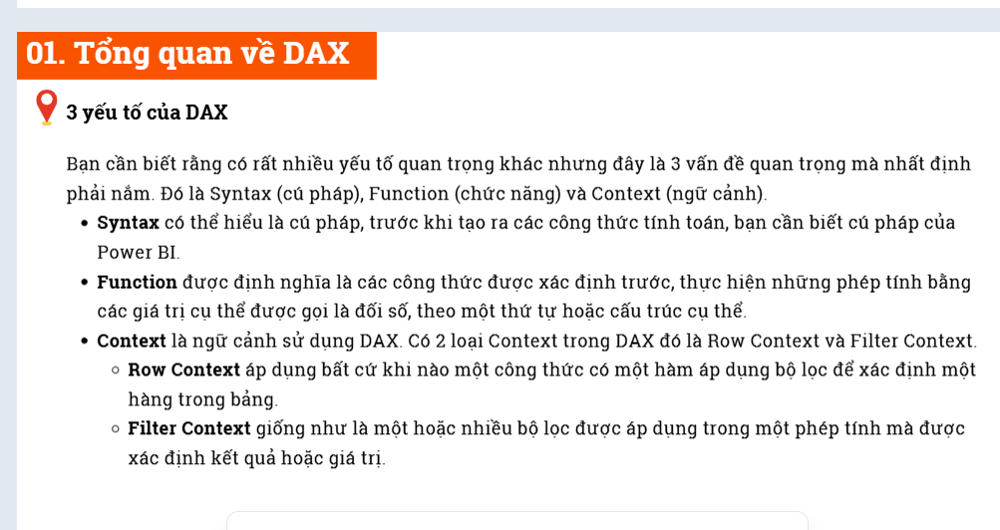 01. Tổng quan về DAX
3 yếu tố của DAX
Bạn cần biết rằng có rất nhiều yếu tố quan trọng khác nhưng đây là 3 vấn đề quan trọng mà nhất định
phải nắm. Đó là Syntax (cú pháp), Function (chức năng) và Context (ngữ cảnh).
• Syntax có thể hiểu là cú pháp, trước khi tạo ra các công thức tính toán, bạn cần biết cú pháp của
Power BI.
• Function được định nghĩa là các công thức được xác định trước, thực hiện những phép tính bằng
các giá trị cụ thể được gọi là đối số, theo một thứ tự hoặc cấu trúc cụ thể.
• Context là ngữ cảnh sử dụng DAX. Có 2 loại Context trong DAX đó là Row Context và Filter Context.
◦ Row Context áp dụng bất cứ khi nào một công thức có một hàm áp dụng bộ lọc để xác định một
hàng trong bảng.
◦ Filter Context giống như là một hoặc nhiều bộ lọc được áp dụng trong một phép tính mà được
xác định kết quả hoặc giá trị.